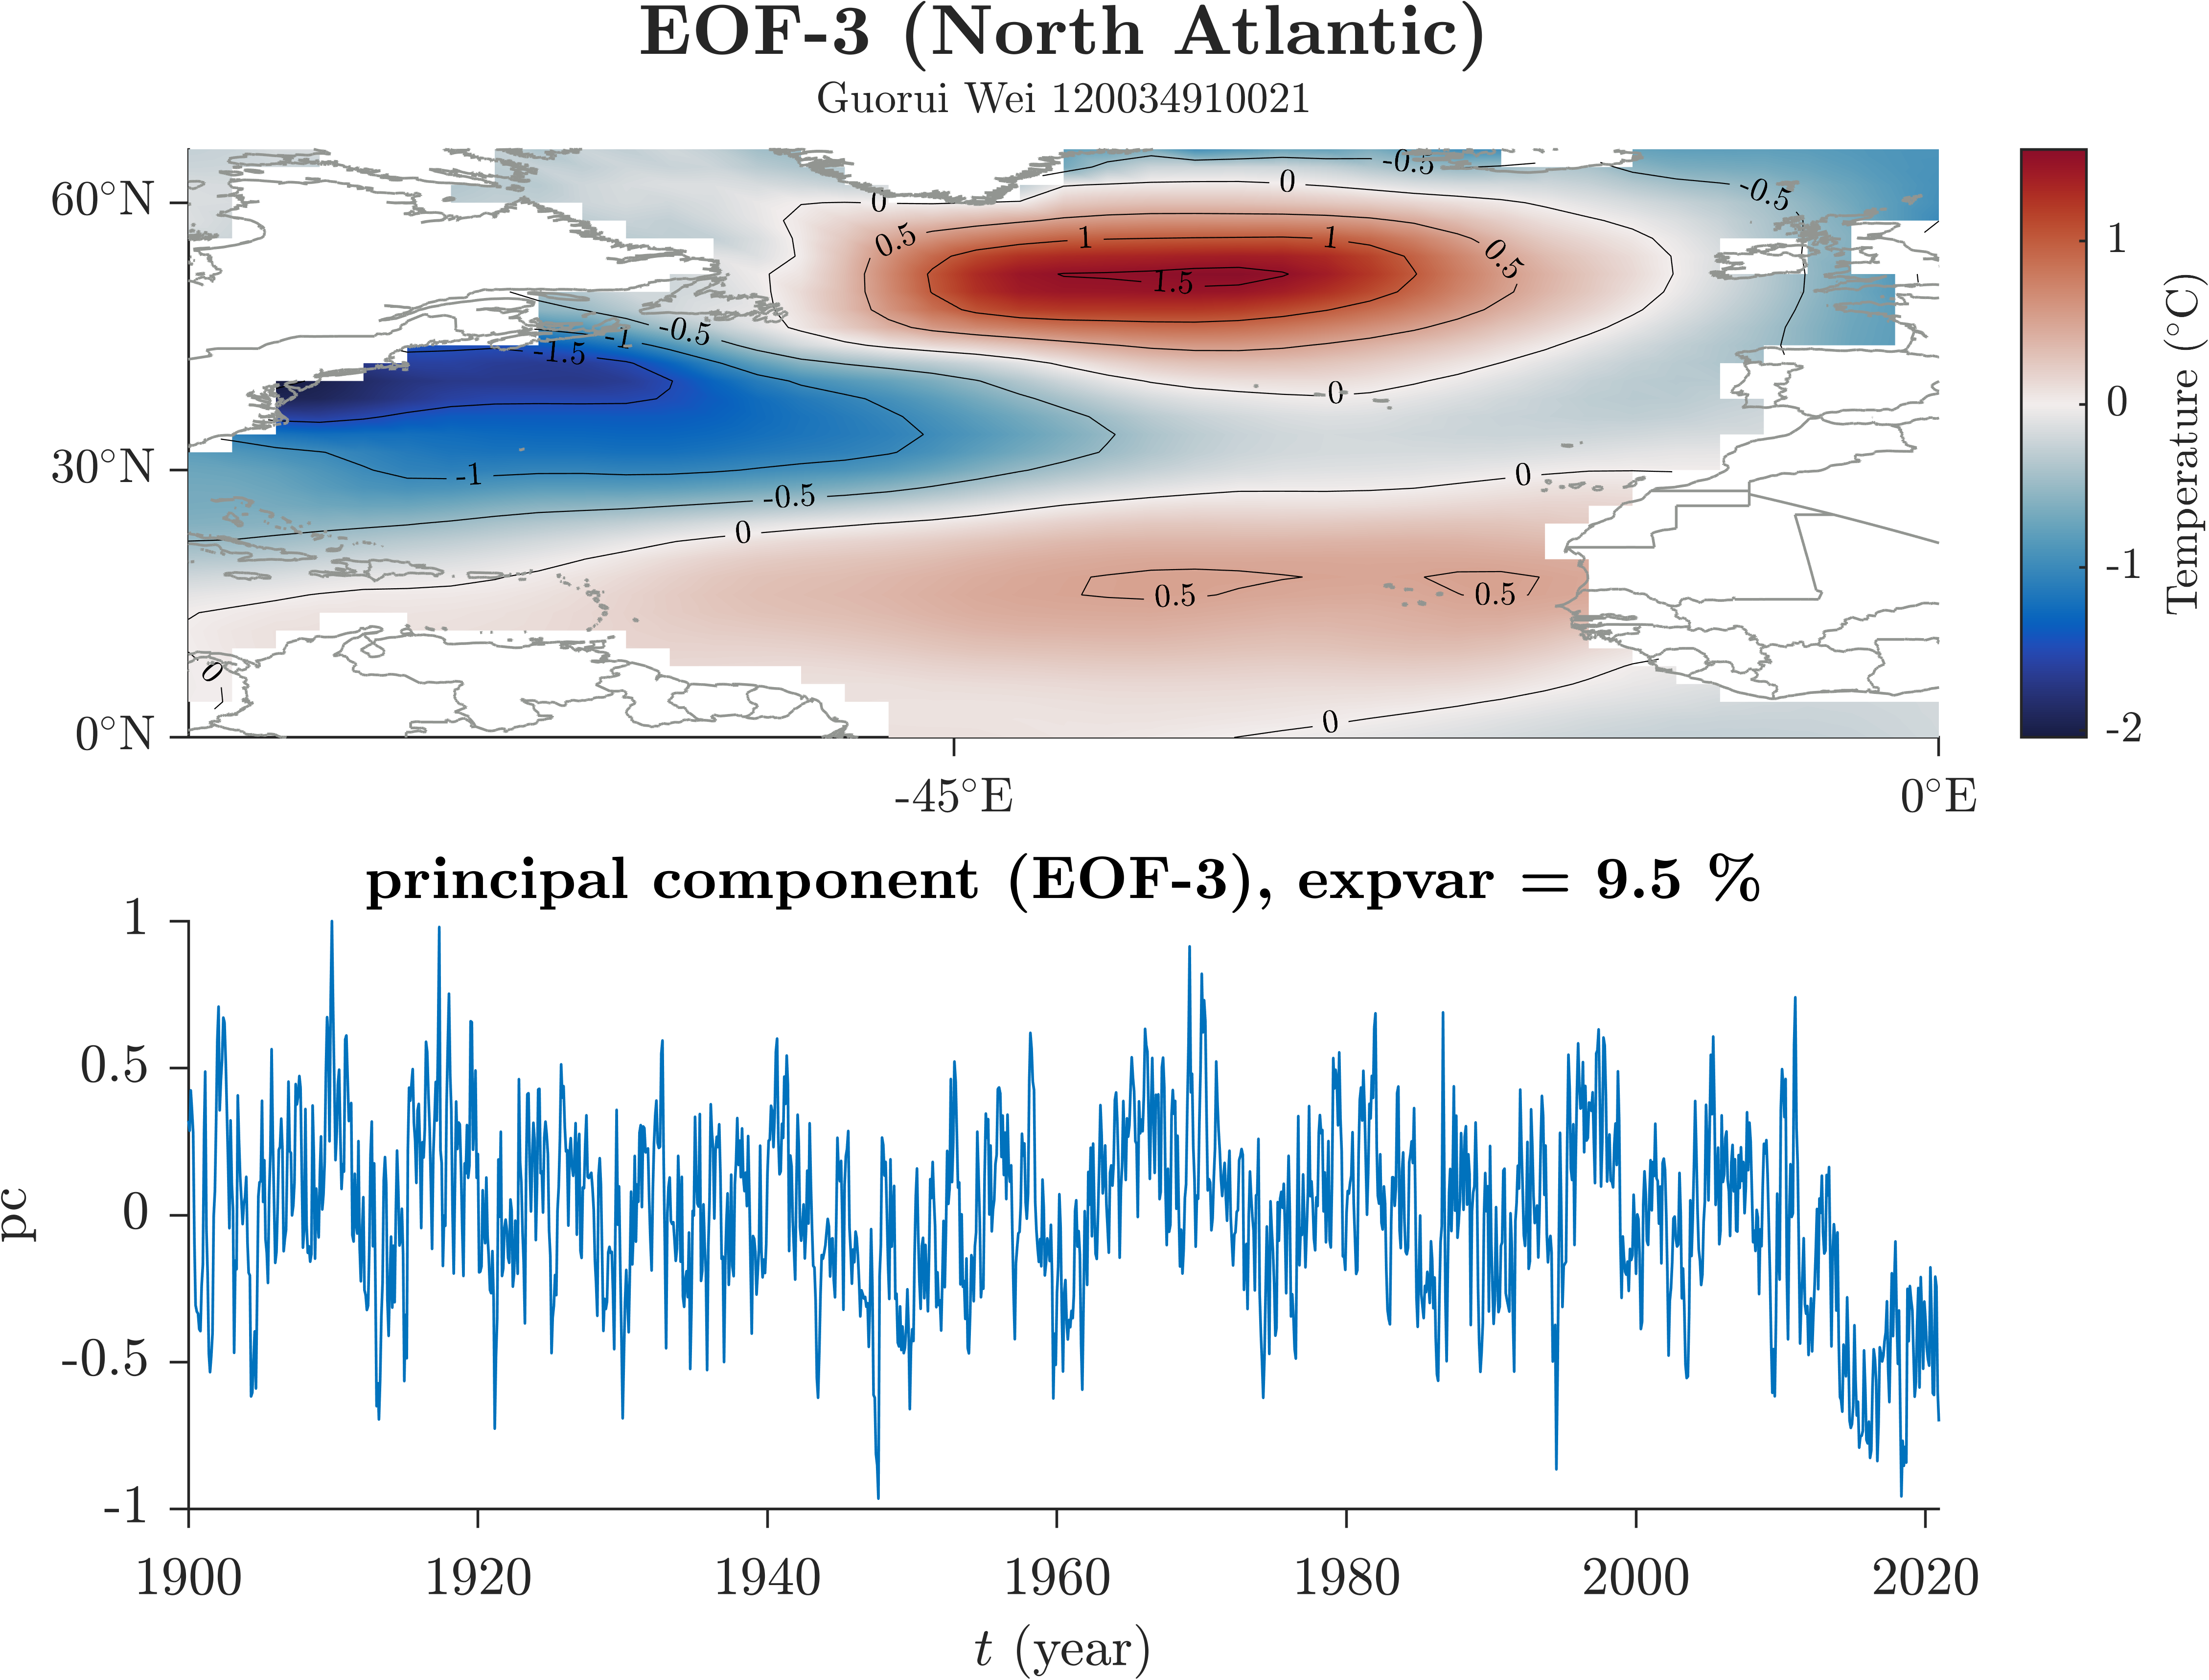 EOF-3 (North Atlantic)
Guorui Wei 120034910021
60°N
30°N
0°N
-45°E
0°E
-0.5
0
-0.5
0
0.5
1
1
0.5
1.5
-0.5
-1
-1.5
0
-1
-0.5
0
0
0.5
0.5
0
0
1
0
-1
-2
Temperature (°C)
principal component (EOF-3), expvar = 9.5 %
1
0.5
0
-0.5
-1
pc
1900 1920 1940 1960 1980 2000 2020
t (year)